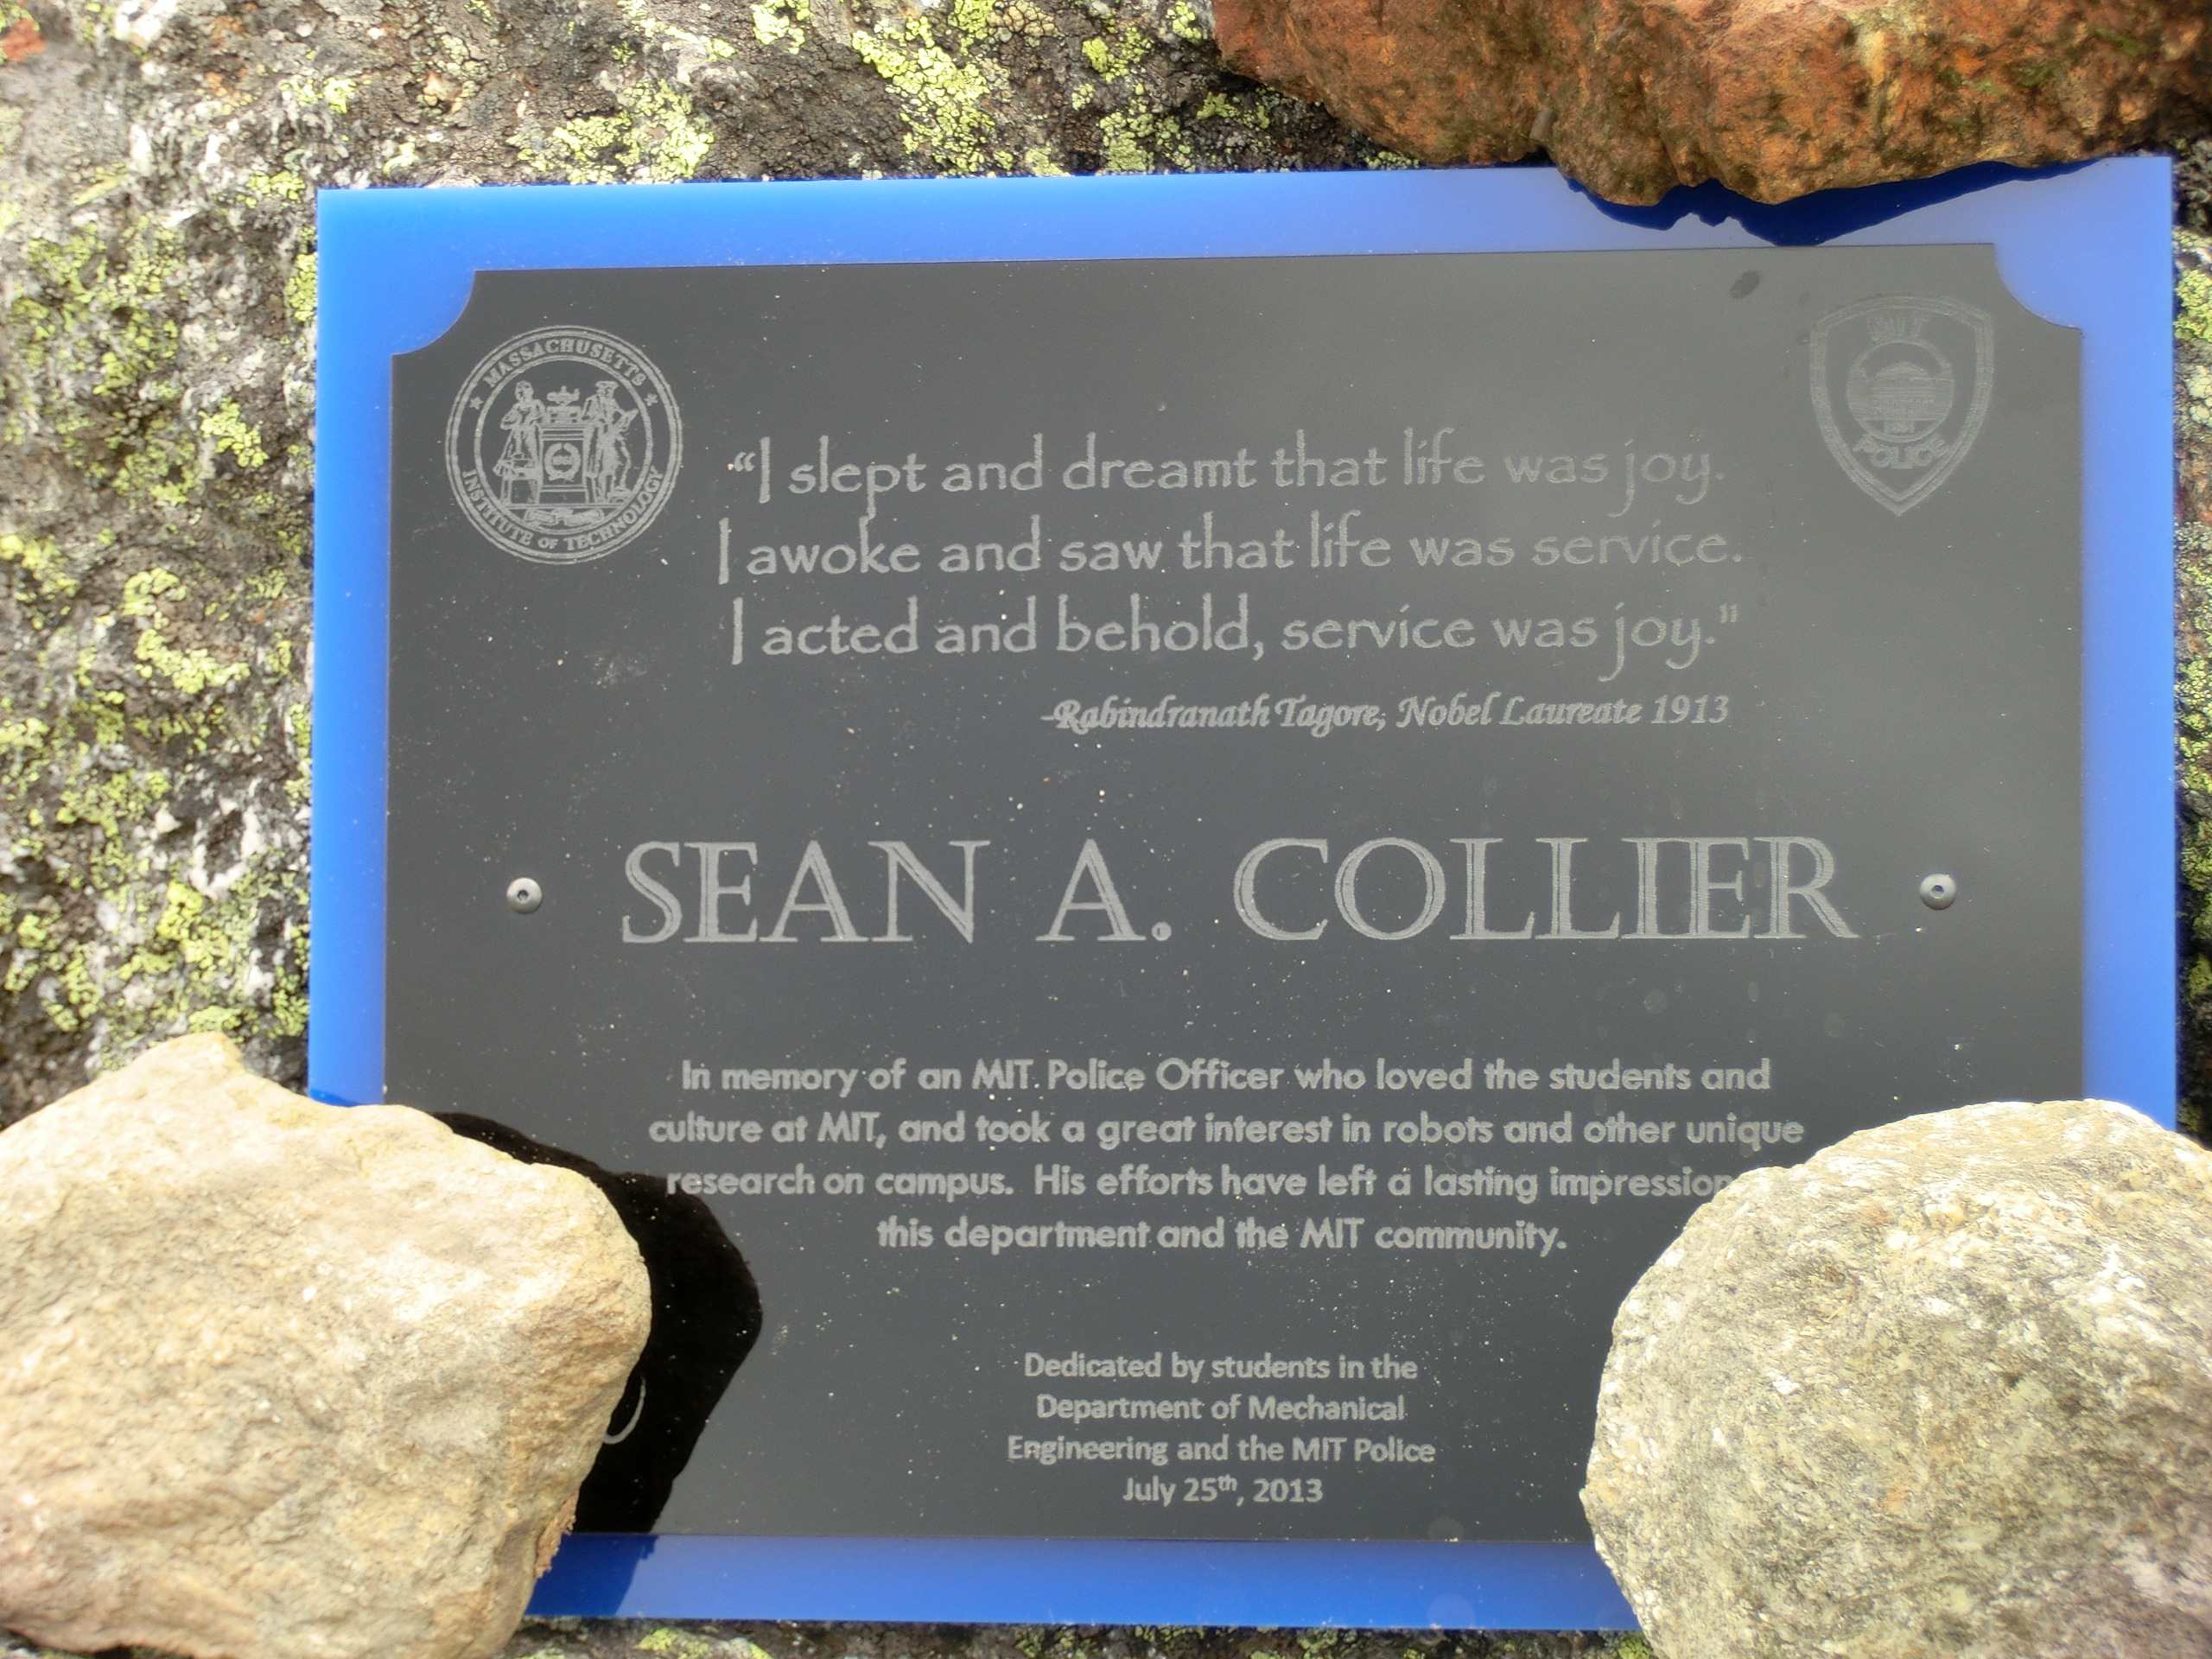 MASSACHUSETTS
INSTITUTE OF TECHNOLOGY
MIT
POLICE
“I slept and dreamt that life was joy.
I awoke and saw that life was service.
I acted and behold, service was joy."
-Rabindranath Tagore, Nobel Laureate 1913
SEAN A. COLLIER
In memory of an MIT Police Officer who loved the students and
culture at MIT, and took a great interest in robots and other unique
research on campus. His efforts have left a lasting impression
this department and the MIT community.
Dedicated by students in the
Department of Mechanical
Engineering and the MIT Police
July 25th, 2013